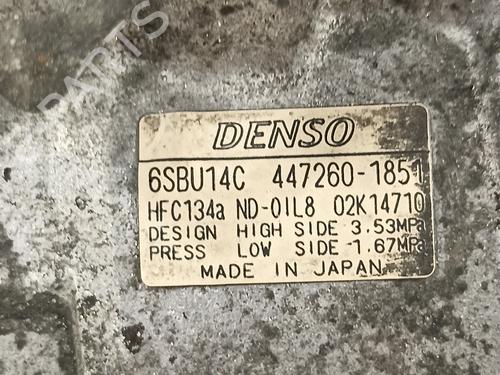 PARTS
DENSO
6SBU14C 447260-1851
HFC134a ND-OIL8 02K14710
DESIGN HIGH SIDE 3.53MPa
PRESS LOW SIDE 1.67MPa
MADE IN JAPAN